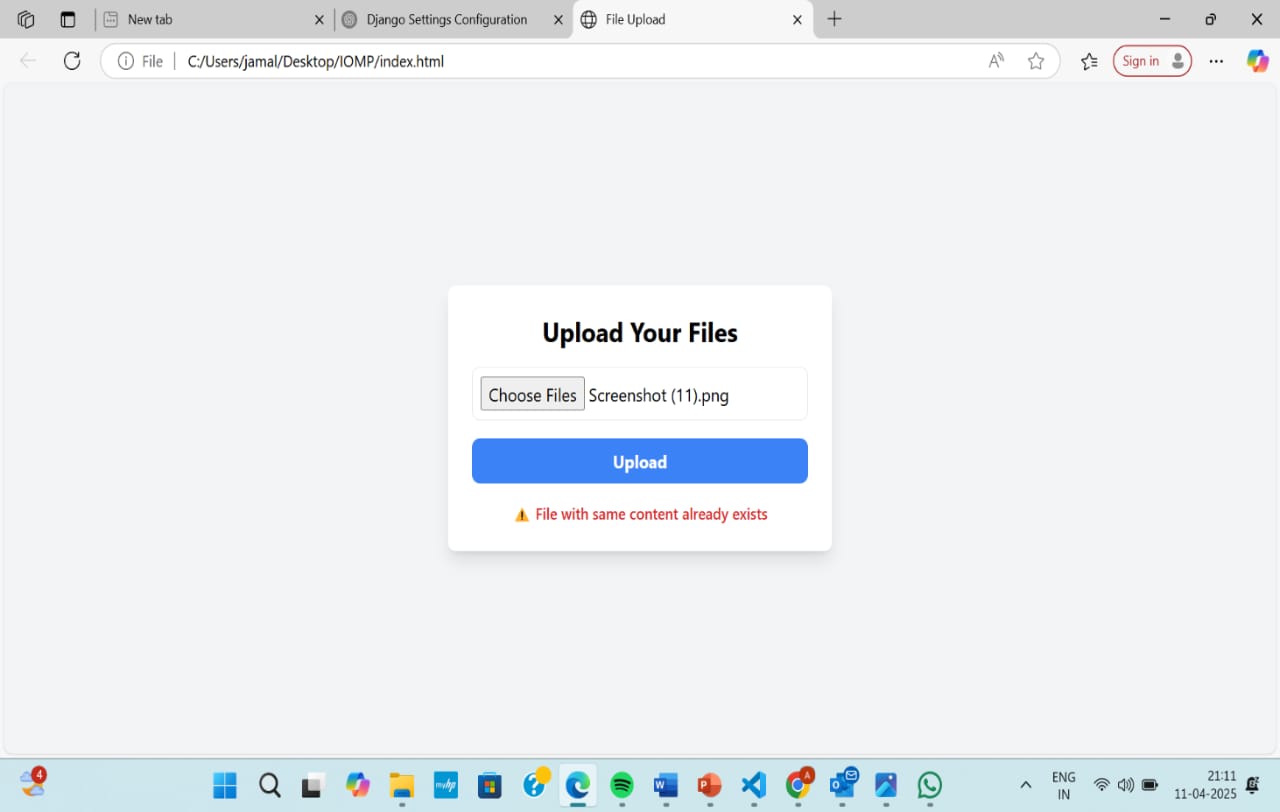 New tab
Django Settings Configuration
File Upload
File
C:/Users/jamal/Desktop/IOMP/index.html
Sign in
Upload Your Files
Choose Files Screenshot (11).png
Upload
File with same content already exists
4
myhp
ENG
IN
21:11
11-04-2025